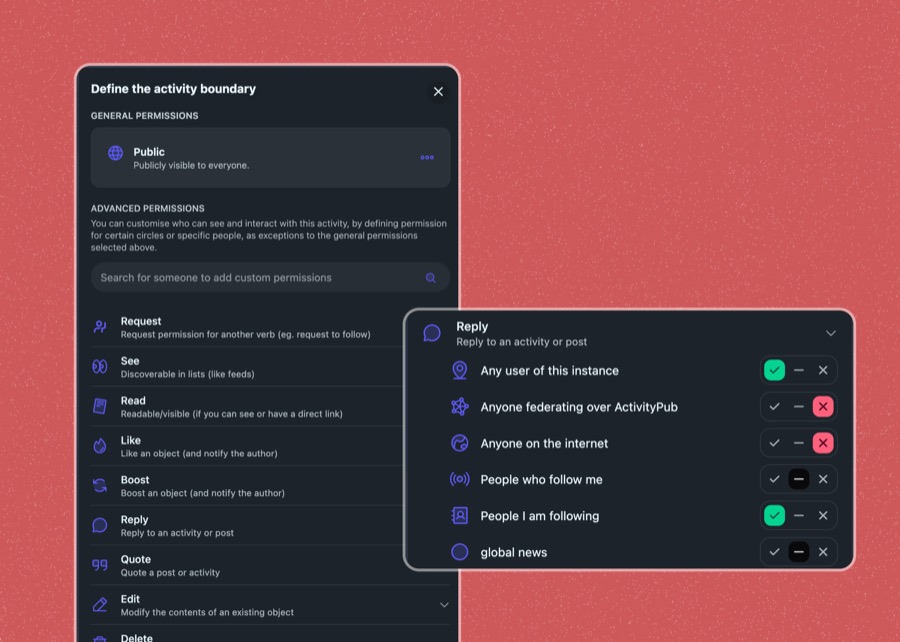 Define the activity boundary
GENERAL PERMISSIONS
Public
Publicly visible to everyone.
ADVANCED PERMISSIONS
You can customise who can see and interact with this activity, by defining permission
for certain circles or specific people, as exceptions to the general permissions
selected above.
Search for someone to add custom permissions
Request
Request permission for another verb (eg. request to follow)
See
Discoverable in lists (like feeds)
Read
Readable/visible (if you can see or have a direct link)
Like
Like an object (and notify the author)
Boost
Boost an object (and notify the author)
Reply
Reply to an activity or post
Quote
Quote a post or activity
Edit
Modify the contents of an existing object
Delete
Reply
Reply to an activity or post
Any user of this instance
Anyone federating over ActivityPub
Anyone on the internet
People who follow me
People I am following
global news